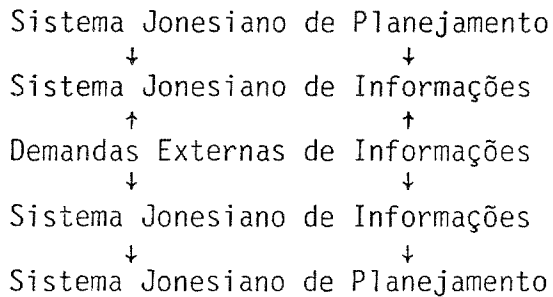 Sistema Jonesiano de Planejamento
↓ ↓
Sistema Jonesiano de Informações
↑ ↑
Demandas Externas de Informações
↓ ↓
Sistema Jonesiano de Informações
↓ ↓
Sistema Jonesiano de Planejamento